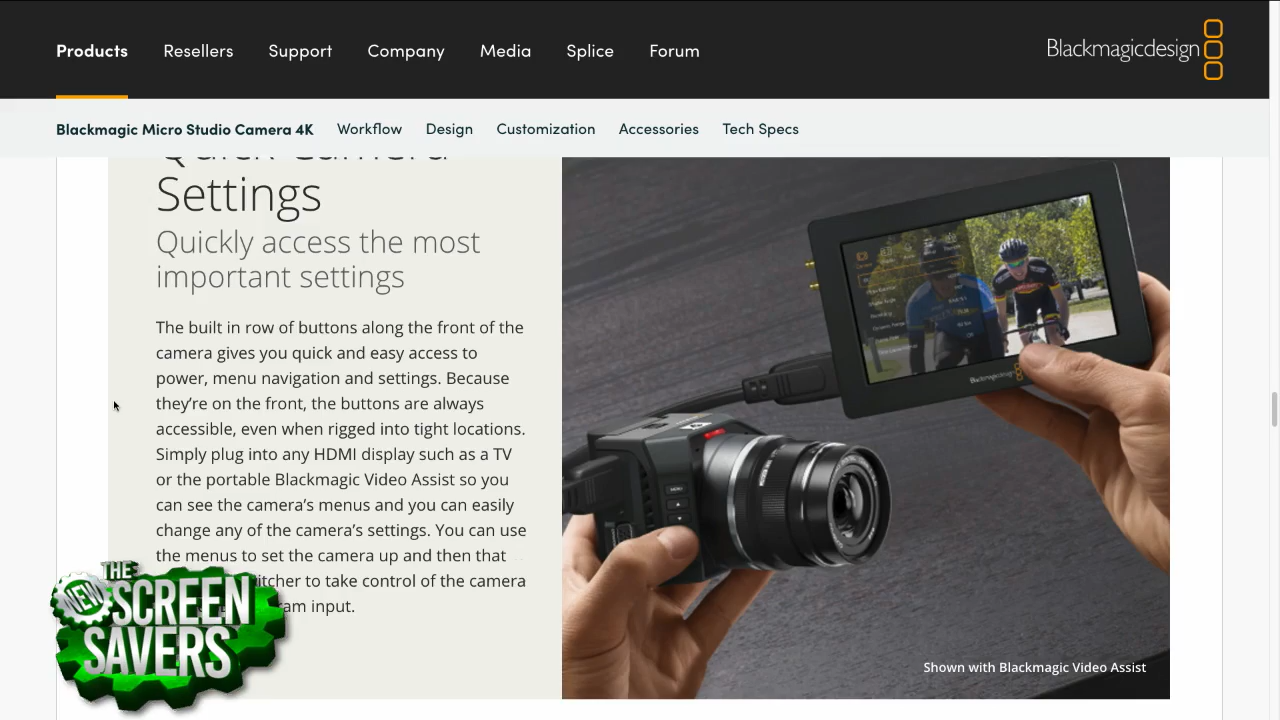 Products Resellers Support Company Media Splice Forum
Blackmagicdesign
Blackmagic Micro Studio Camera 4K Workflow Design Customization Accessories Tech Specs
Quick Camera
Settings
Quickly access the most
important settings
The built in row of buttons along the front of the
camera gives you quick and easy access to
power, menu navigation and settings. Because
they’re on the front, the buttons are always
accessible, even when rigged into tight locations.
Simply plug into any HDMI display such as a TV
or the portable Blackmagic Video Assist so you
can see the camera’s menus and you can easily
change any of the camera’s settings. You can use
the menus to set the camera up and then that
to take control of the camera
input.
Blackmagicdesign
MENU
Shown with Blackmagic Video Assist
THE
NEW
SCREEN
SAVERS